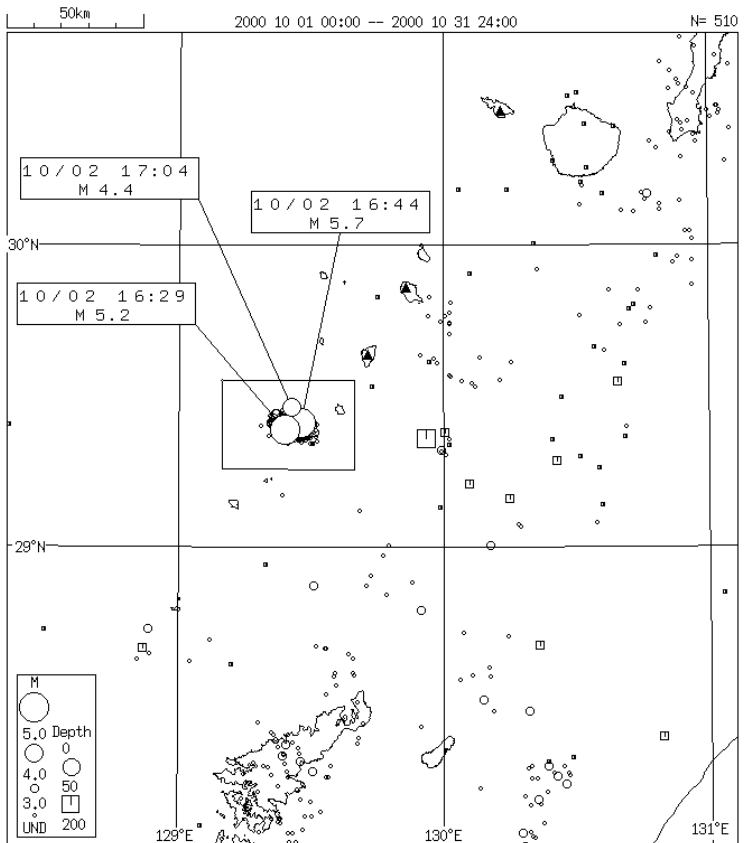 50km
2000 10 01 00:00 -- 2000 10 31 24:00
N= 510
10/02 17:04
M 4.4
10/02 16:44
M 5.7
30°N
10/02 16:29
M 5.2
29°N
M
5.0 Depth
0
4.0
50
3.0
UND 200
129°E
130°E
131°E